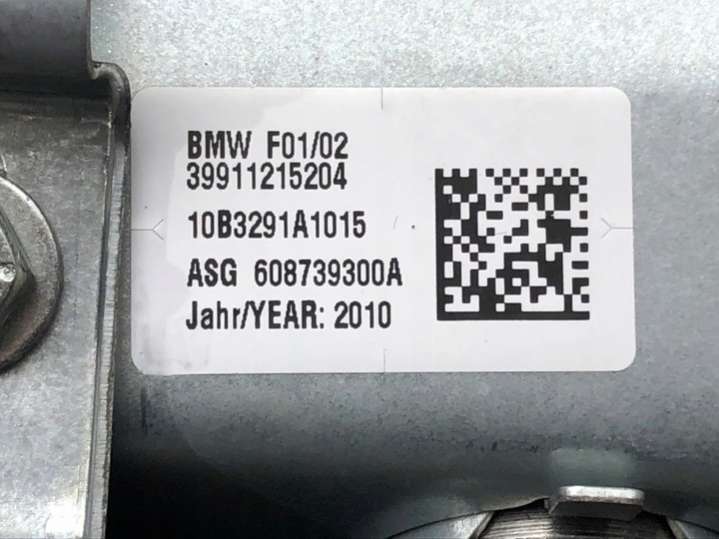 BMW F01/02
39911215204
10B3291A1015
ASG 608739300A
Jahr/YEAR: 2010